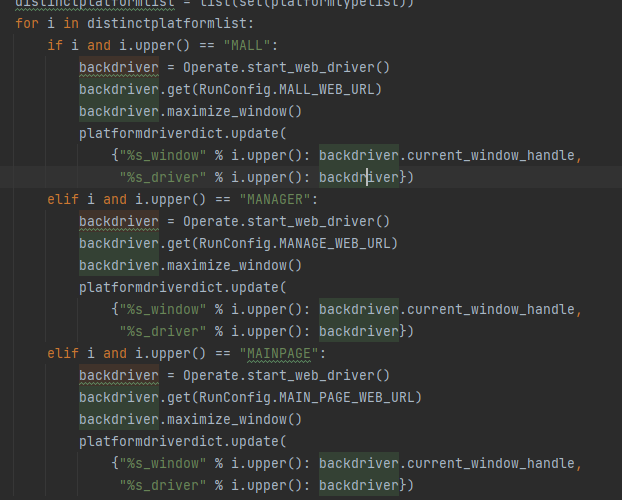 distinctplatformlist = list(set(platformtypelist))
for i in distinctplatformlist:
    if i and i.upper() == "MALL":
        backdriver = Operate.start_web_driver()
        backdriver.get(RunConfig.MALL_WEB_URL)
        backdriver.maximize_window()
        platformdriverdict.update(
            {"%s_window" % i.upper(): backdriver.current_window_handle,
             "%s_driver" % i.upper(): backdriver})
    elif i and i.upper() == "MANAGER":
        backdriver = Operate.start_web_driver()
        backdriver.get(RunConfig.MANAGE_WEB_URL)
        backdriver.maximize_window()
        platformdriverdict.update(
            {"%s_window" % i.upper(): backdriver.current_window_handle,
             "%s_driver" % i.upper(): backdriver})
    elif i and i.upper() == "MAINPAGE":
        backdriver = Operate.start_web_driver()
        backdriver.get(RunConfig.MAIN_PAGE_WEB_URL)
        backdriver.maximize_window()
        platformdriverdict.update(
            {"%s_window" % i.upper(): backdriver.current_window_handle,
             "%s_driver" % i.upper(): backdriver})